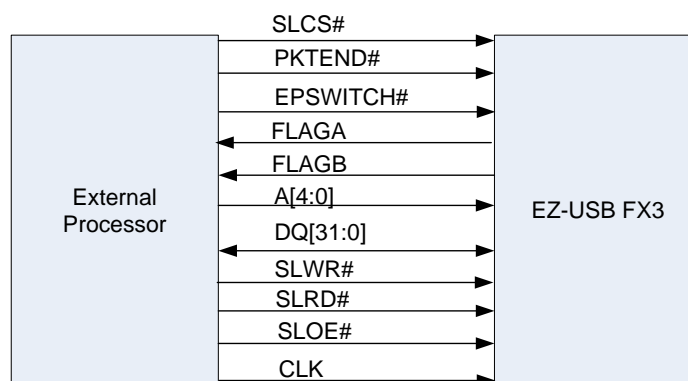 SLCS#
PKTEND#
EPSWITCH#
FLAGA
FLAGB
External
Processor
A[4:0]
EZ-USB FX3
DQ[31:0]
SLWR#
SLRD#
SLOE#
CLK